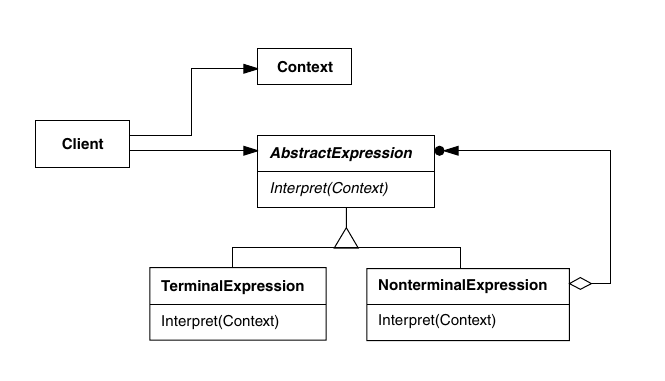 Context
Client
AbstractExpression
Interpret(Context)
TerminalExpression
Interpret(Context)
NonterminalExpression
Interpret(Context)